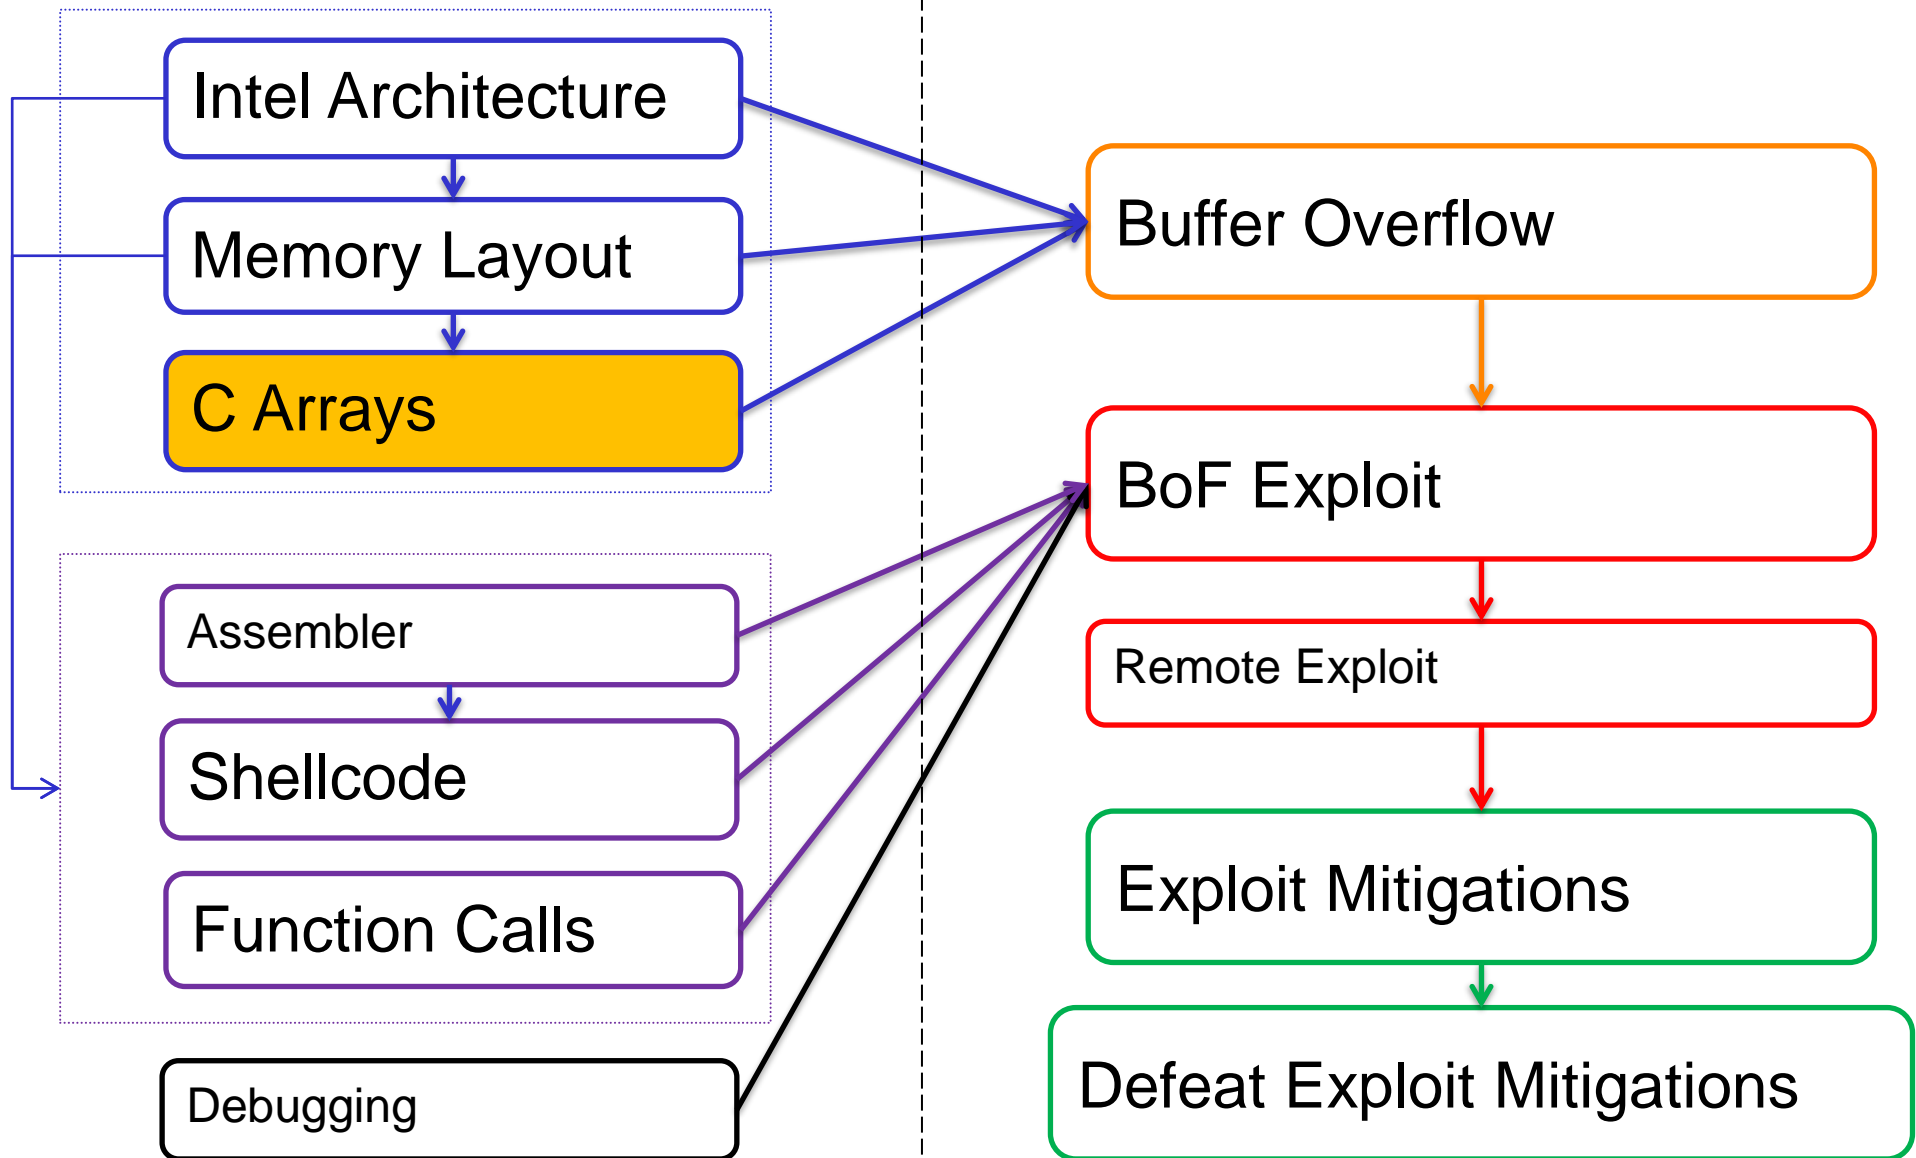 Intel Architecture
Memory Layout
C Arrays
Assembler
Shellcode
Function Calls
Debugging
Buffer Overflow
BoF Exploit
Remote Exploit
Exploit Mitigations
Defeat Exploit Mitigations